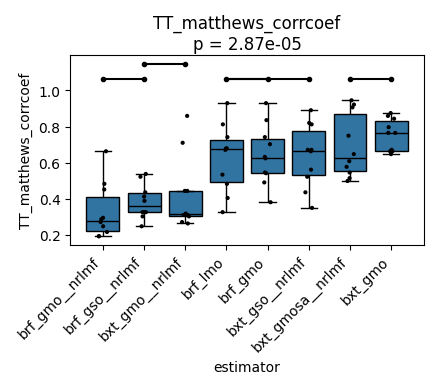 TT_matthews_corrcoef
p = 2.87e-05
TT_matthews_corrcoef
1.0
0.8
0.6
0.4
0.2
brf_gmo__nrlmf
brf_gso__nrlmf
bxt_gmo__nrlmf
brf_lmo
brf_gmo
bxt_gso__nrlmf
bxt_gmosa__nrlmf
bxt_gmo
estimator